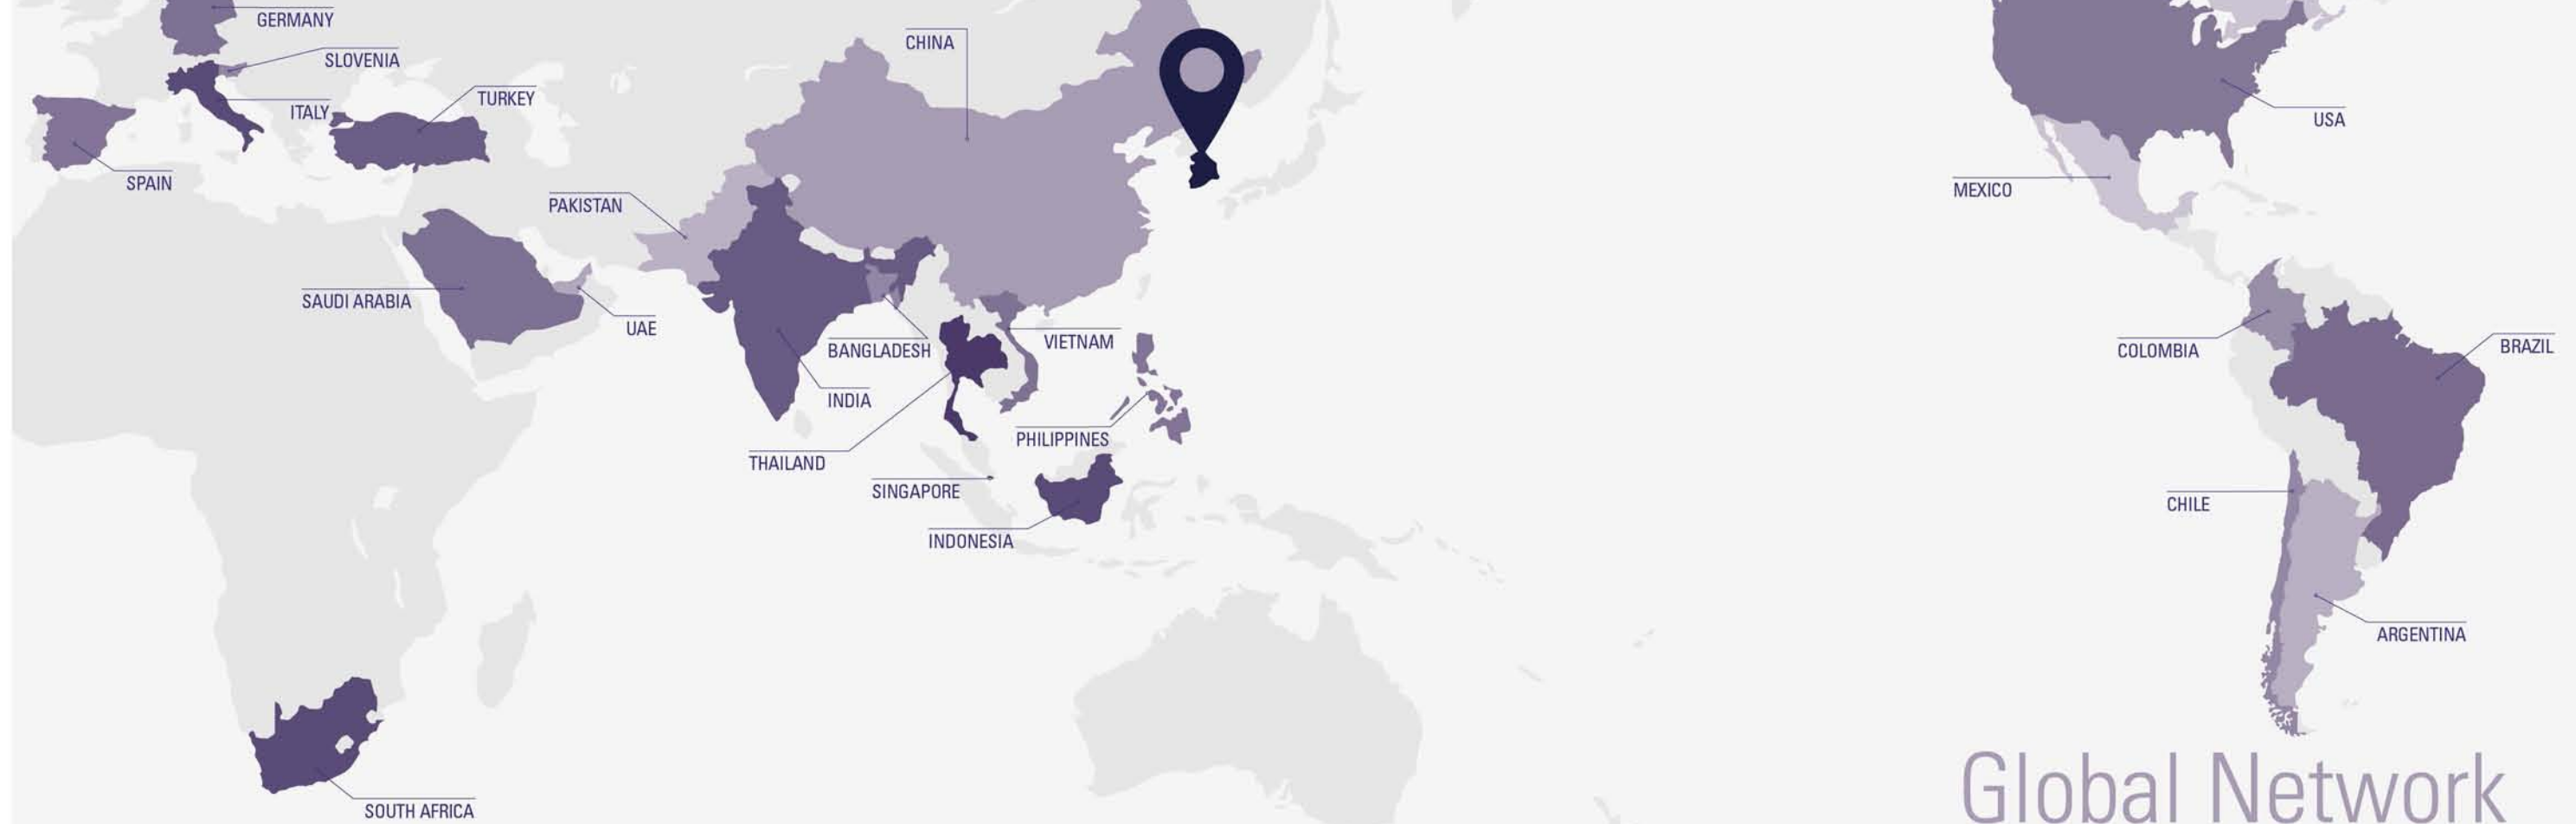 GERMANY
SLOVENIA
ITALY
TURKEY
SPAIN
CHINA
PAKISTAN
SAUDI ARABIA
UAE
BANGLADESH
VIETNAM
INDIA
THAILAND
PHILIPPINES
SINGAPORE
INDONESIA
SOUTH AFRICA
USA
MEXICO
COLOMBIA
BRAZIL
CHILE
ARGENTINA
Global Network